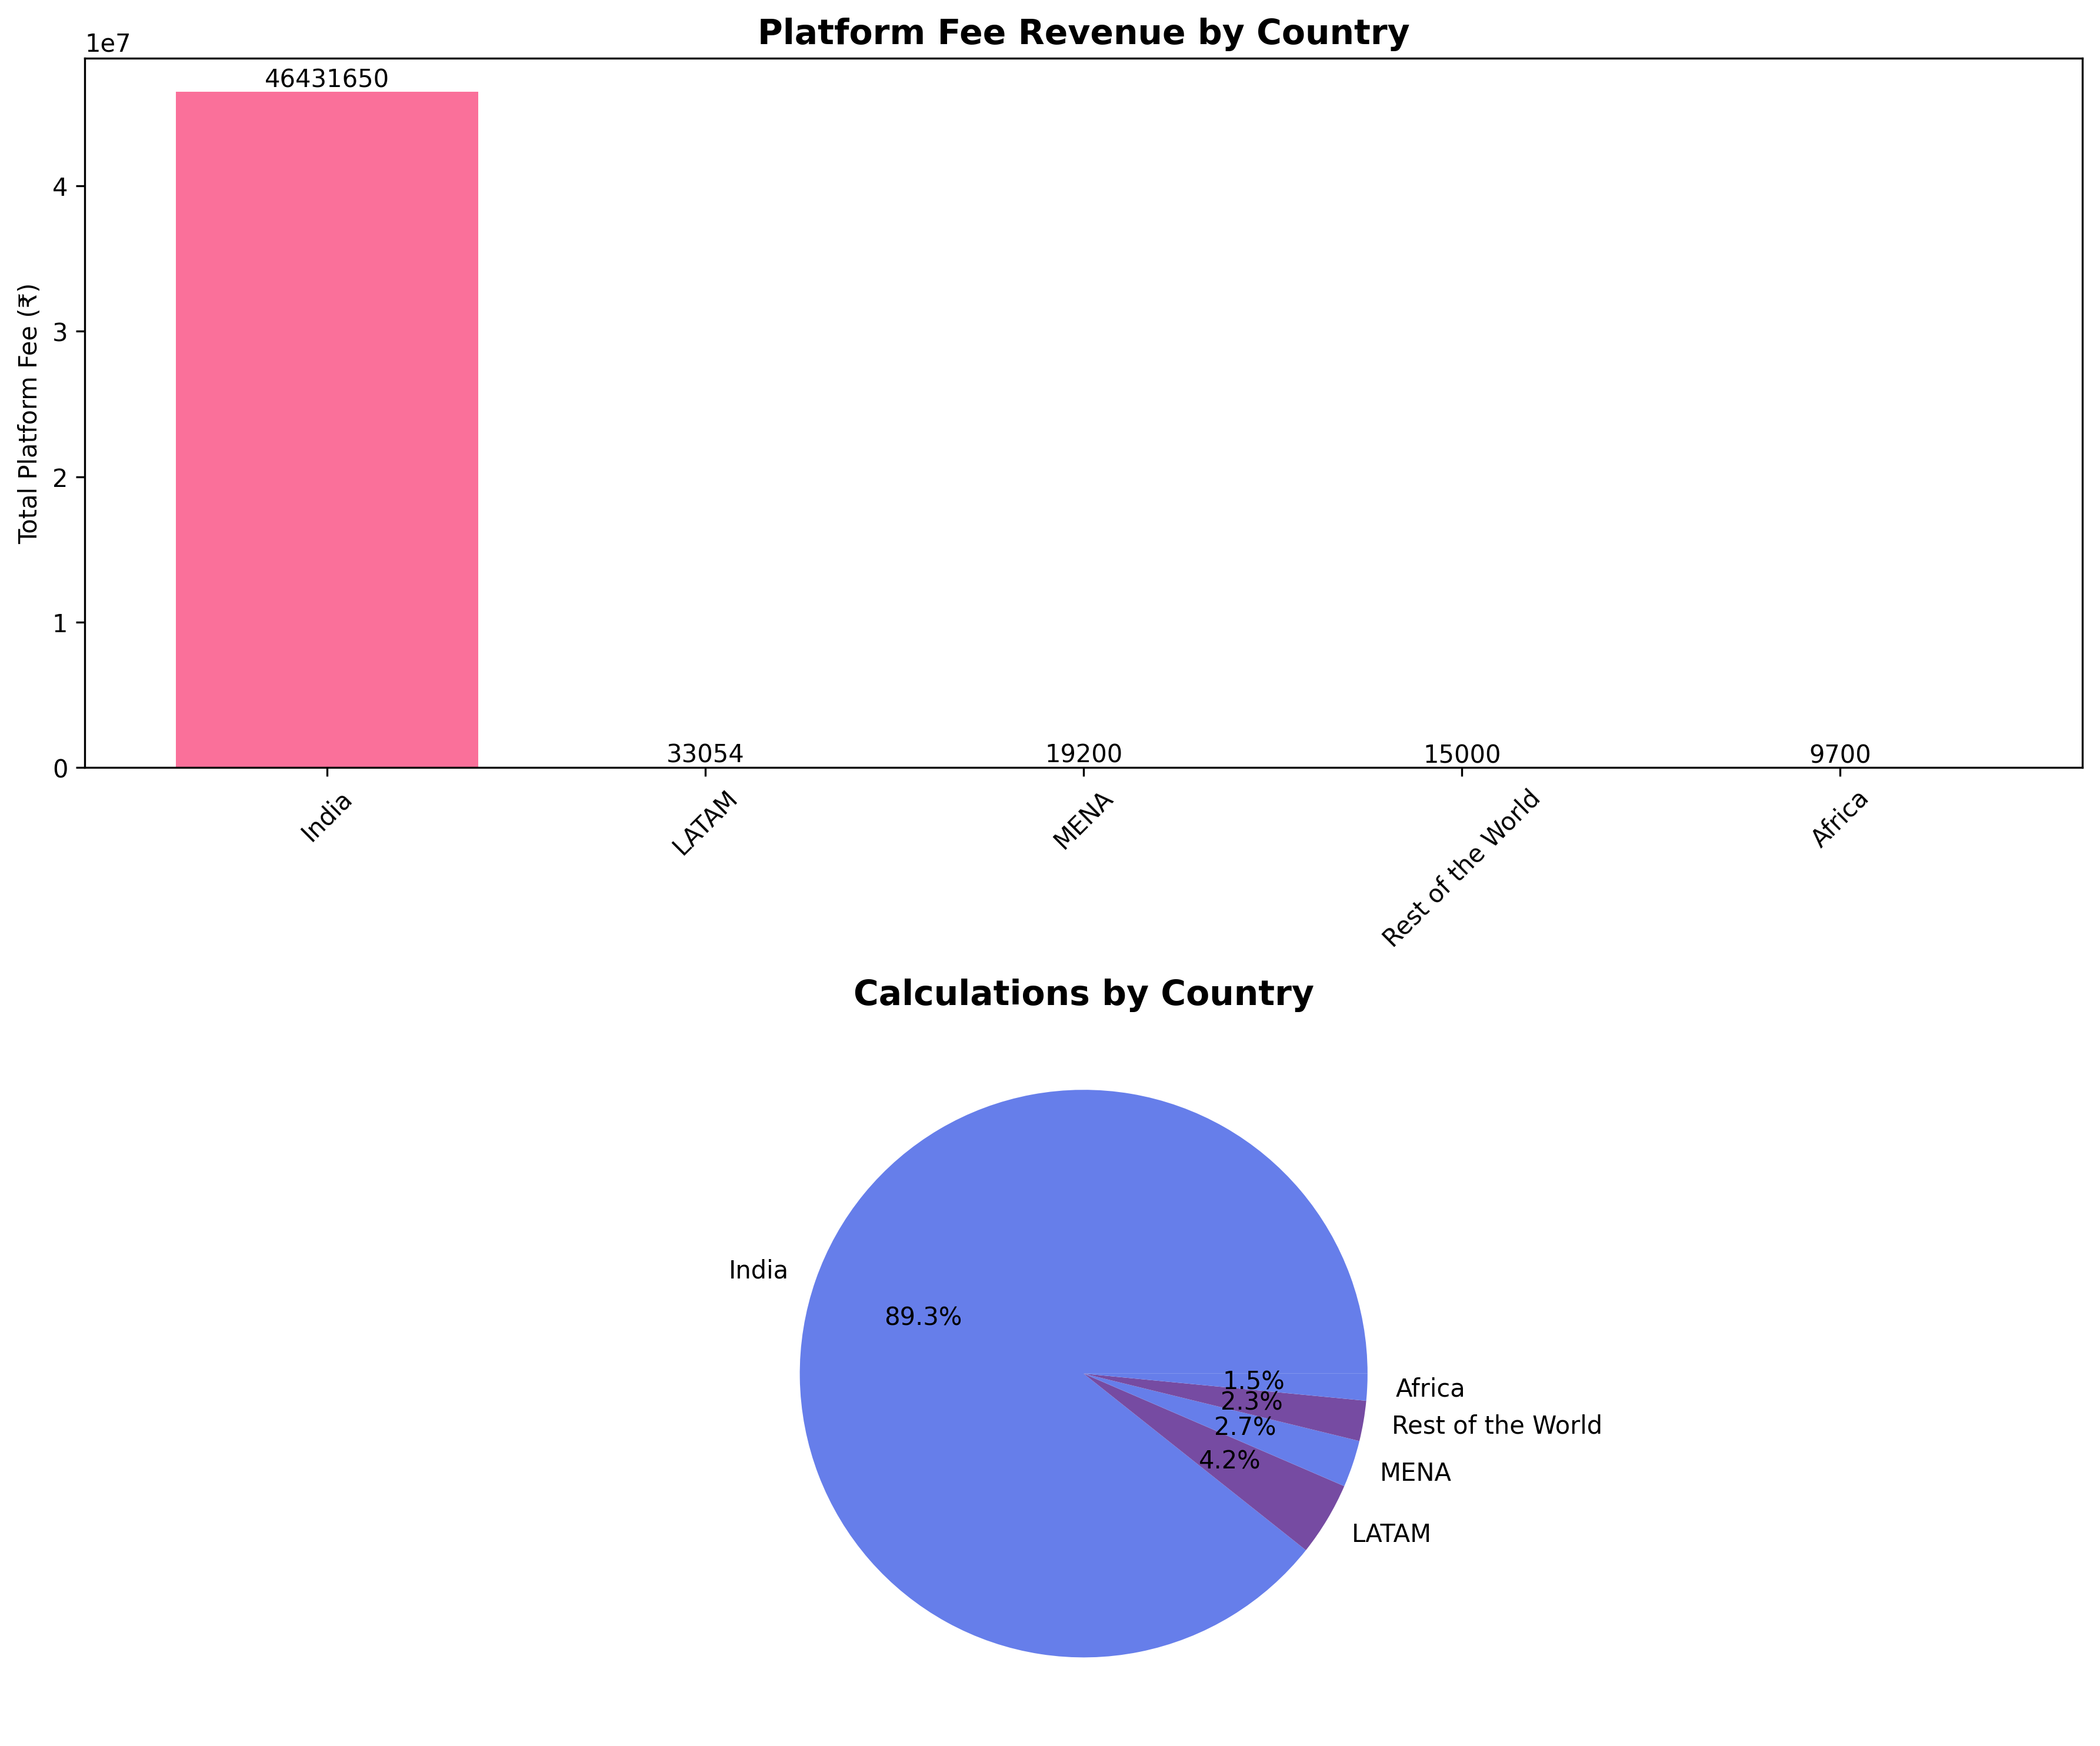 Platform Fee Revenue by Country
1e7
46431650
4
3
2
1
0
Total Platform Fee (₹)
33054
19200
15000
9700
India
LATAM
MENA
Rest of the World
Africa
Calculations by Country
India
89.3%
1.5%
Africa
2.3%
Rest of the World
2.7%
MENA
4.2%
LATAM